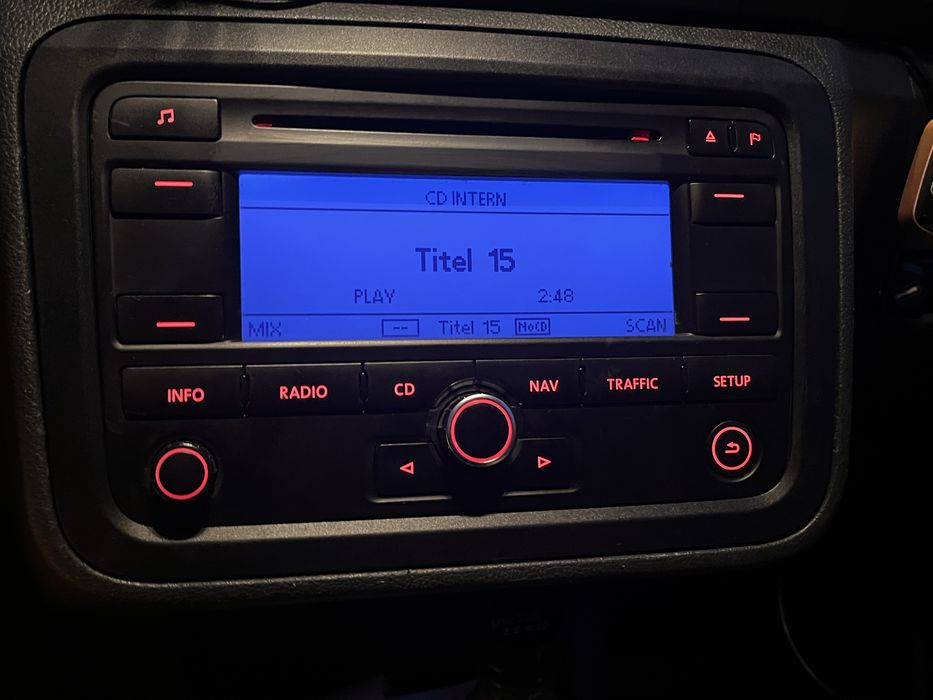 CD INTERN
Titel 15
PLAY 2:48
MIX -- Titel 15 NoCD SCAN
INFO RADIO CD NAV TRAFFIC SETUP